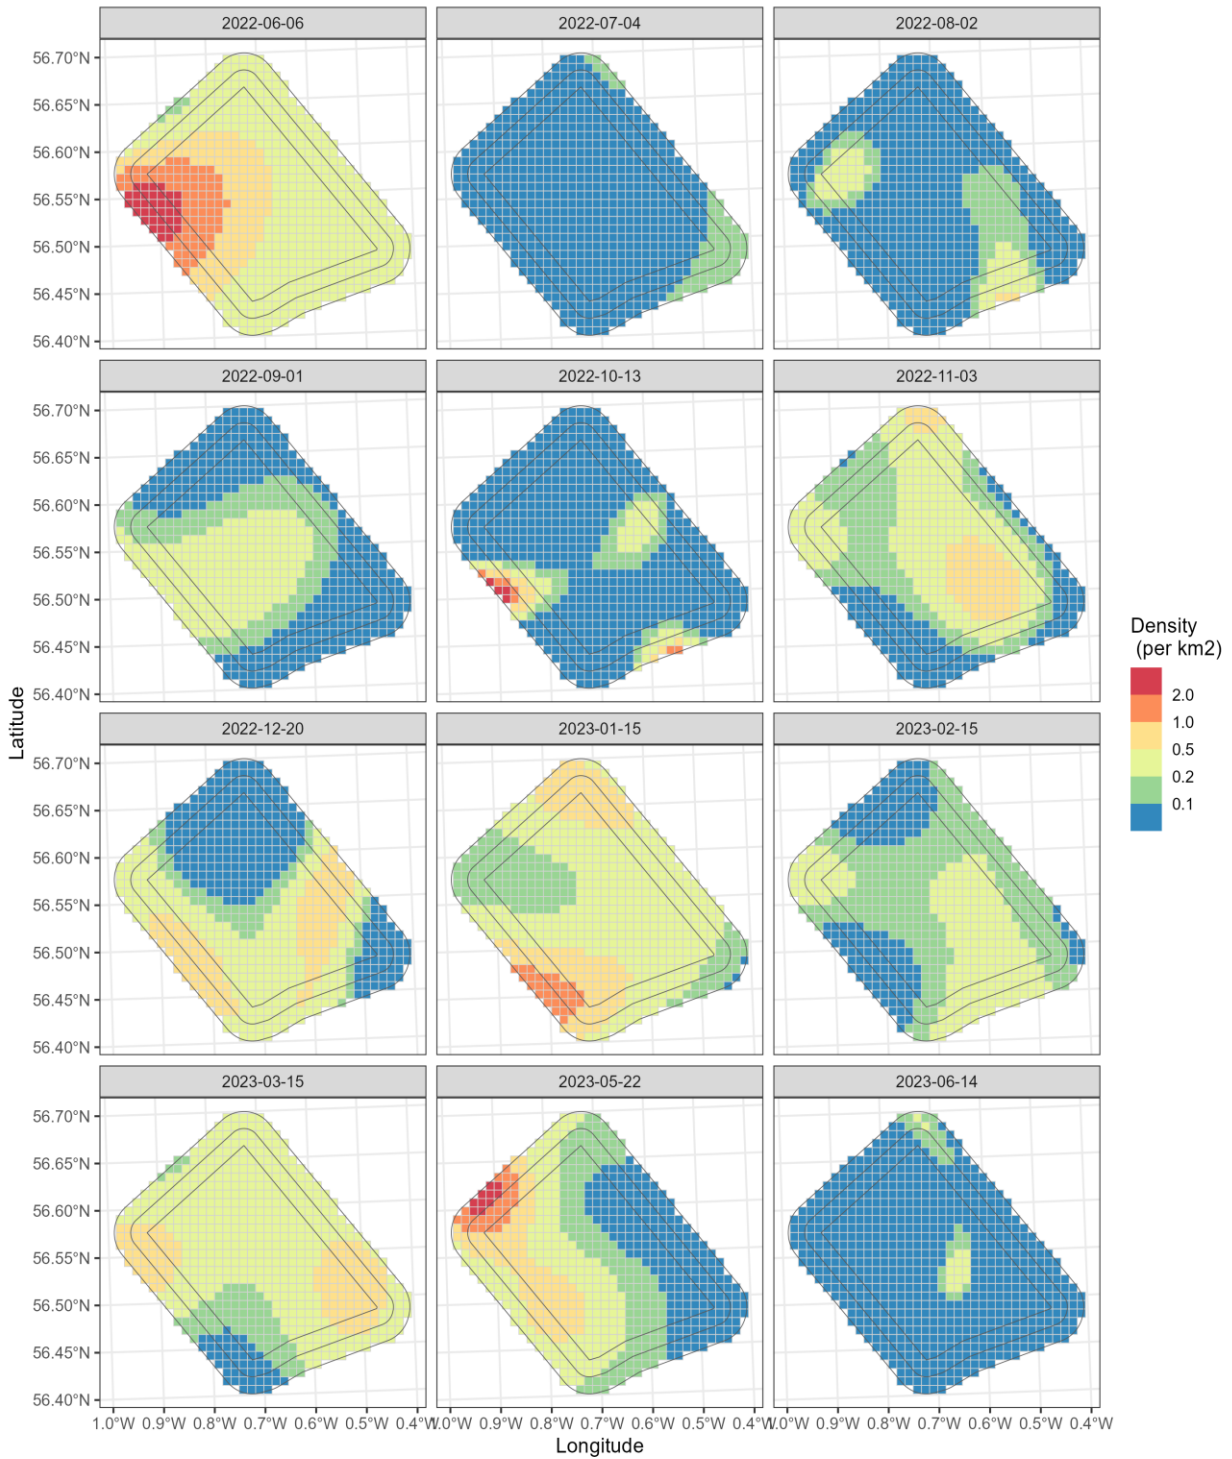 2022-06-06
2022-07-04
2022-08-02
56.70°N
56.65°N
56.60°N
56.55°N
56.50°N
56.45°N
56.40°N
2022-09-01
2022-10-13
2022-11-03
56.70°N
56.65°N
56.60°N
56.55°N
56.50°N
56.45°N
56.40°N
2022-12-20
2023-01-15
2023-02-15
56.70°N
56.65°N
56.60°N
56.55°N
56.50°N
56.45°N
56.40°N
2023-03-15
2023-05-22
2023-06-14
56.70°N
56.65°N
56.60°N
56.55°N
56.50°N
56.45°N
56.40°N
1.0°W 0.9°W 0.8°W 0.7°W 0.6°W 0.5°W 0.4°W
1.0°W 0.9°W 0.8°W 0.7°W 0.6°W 0.5°W 0.4°W
1.0°W 0.9°W 0.8°W 0.7°W 0.6°W 0.5°W 0.4°W
Longitude
Latitude
Density
(per km2)
2.0
1.0
0.5
0.2
0.1